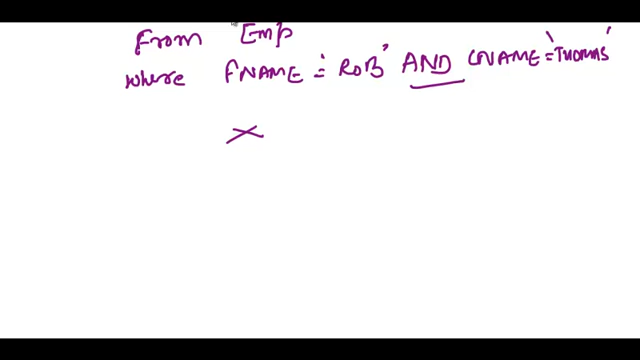 From Emp
where FNAME = 'ROB' AND LNAME = 'THOMAS'